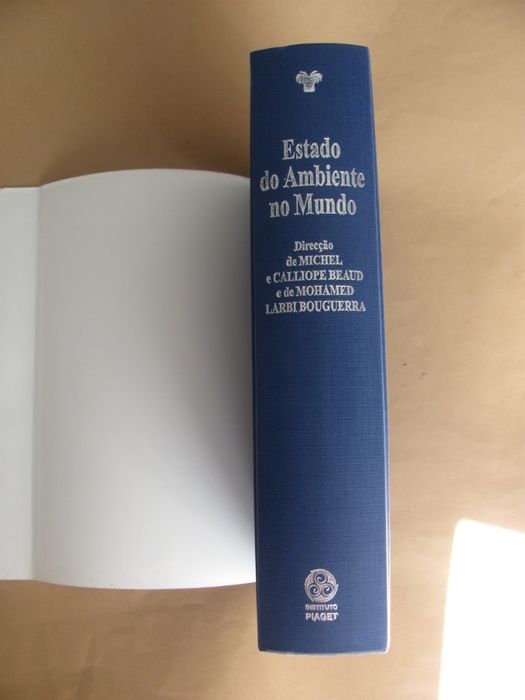 Estado
do Ambiente
no Mundo
Direcção
de MICHEL
e CALLIOPE BEAUD
e de MOHAMED
LARBI BOUGUERRA
INSTITUTO
PIAGET